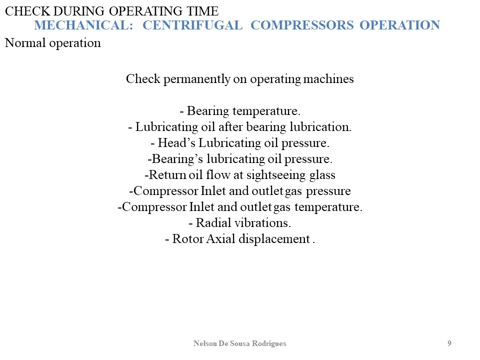 CHECK DURING OPERATING TIME
MECHANICAL: CENTRIFUGAL COMPRESSORS OPERATION
Normal operation
Check permanently on operating machines
- Bearing temperature.
- Lubricating oil after bearing lubrication.
- Head's Lubricating oil pressure.
-Bearing's lubricating oil pressure.
-Return oil flow at sightseeing glass
-Compressor Inlet and outlet gas pressure
-Compressor Inlet and outlet gas temperature.
- Radial vibrations.
- Rotor Axial displacement .
Nelson De Sousa Rodrigues 9